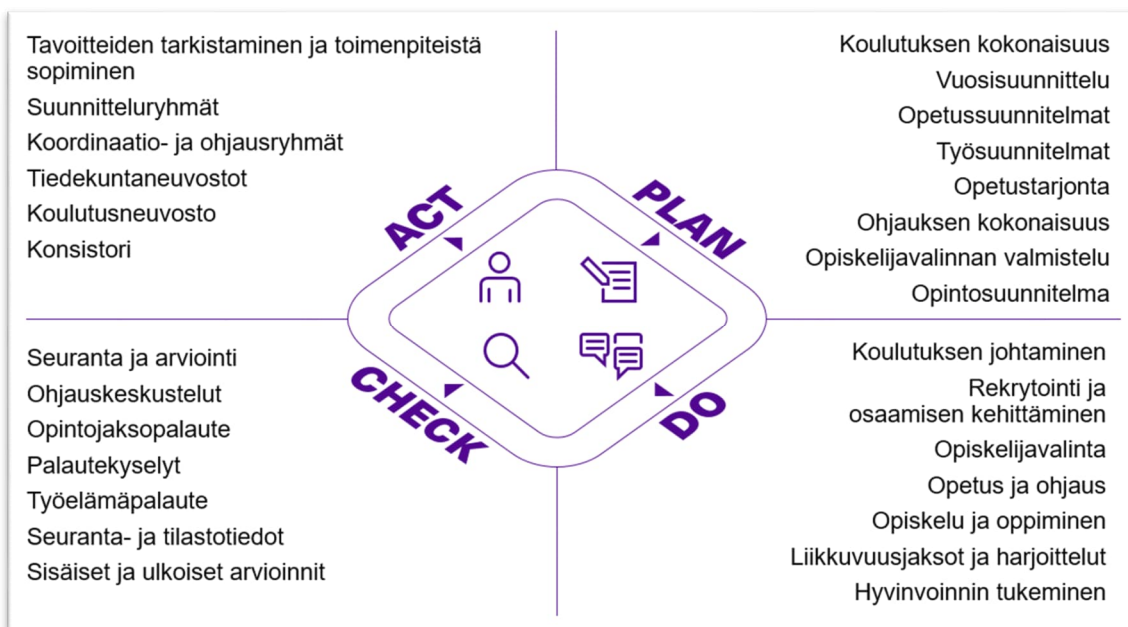 Tavoitteiden tarkistaminen ja toimenpiteistä
sopiminen
Suunnitteluryhmät
Koordinaatio- ja ohjausryhmät
Tiedekuntaneuvostot
Koulutusneuvosto
Konsistori
Koulutuksen kokonaisuus
Vuosisuunnittelu
Opetussuunnitelmat
Työsuunnitelmat
Opetustarjonta
Ohjauksen kokonaisuus
Opiskelijavalinnan valmistelu
Opintosuunnitelma
ACT
PLAN
CHECK
DO
Seuranta ja arviointi
Ohjauskeskustelut
Opintojaksopalaute
Palautekyselyt
Työelämäpalaute
Seuranta- ja tilastotiedot
Sisäiset ja ulkoiset arvioinnit
Koulutuksen johtaminen
Rekrytointi ja
osaamisen kehittäminen
Opiskelijavalinta
Opetus ja ohjaus
Opiskelu ja oppiminen
Liikkuvuusjaksot ja harjoittelut
Hyvinvoinnin tukeminen